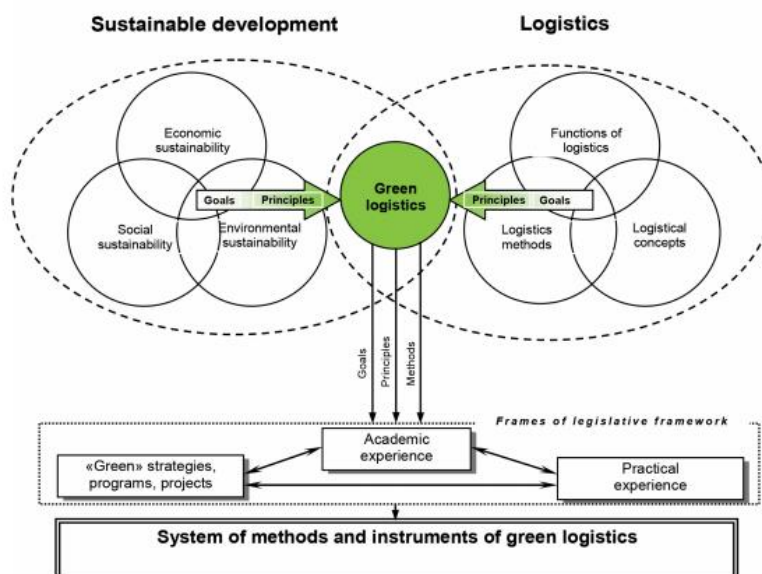 Sustainable development
Logistics
Economic
sustainability
Social
sustainability
Environmental
sustainability
Goals
Principles
Green
logistics
Principles
Goals
Functions of
logistics
Logistics
methods
Logistical
concepts
Goals
Principles
Methods
Frames of legislative framework
Academic
experience
«Green» strategies,
programs, projects
Practical
experience
System of methods and instruments of green logistics